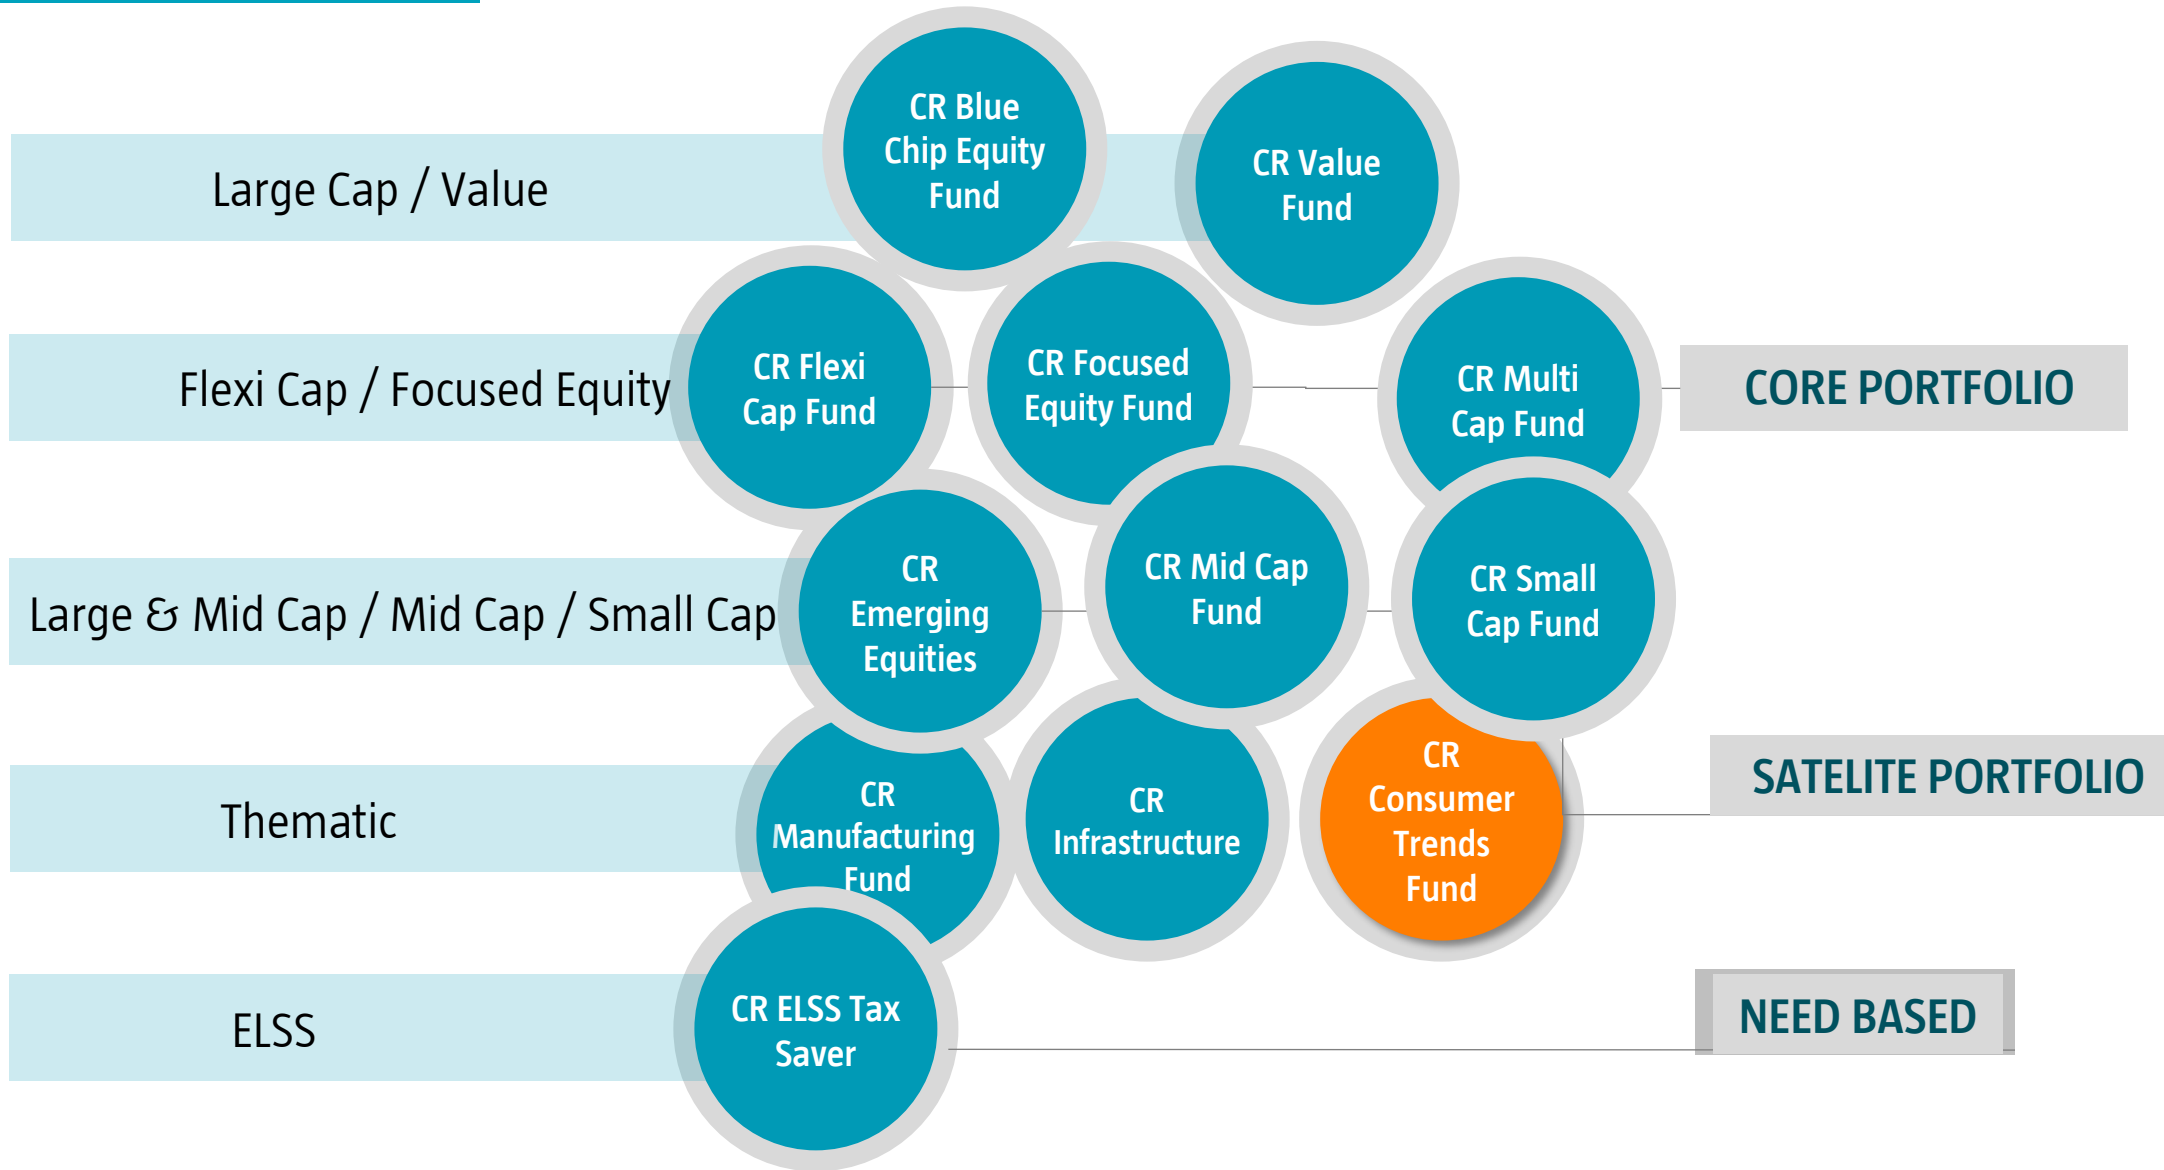 Large Cap / Value
CR Blue
Chip Equity
Fund
CR Value
Fund
Flexi Cap / Focused Equity
CR Flexi
Cap Fund
CR Focused
Equity Fund
CR Multi
Cap Fund
CORE PORTFOLIO
Large & Mid Cap / Mid Cap / Small Cap
CR
Emerging
Equities
CR Mid Cap
Fund
CR Small
Cap Fund
Thematic
CR
Manufacturing
Fund
CR
Infrastructure
CR
Consumer
Trends
Fund
SATELITE PORTFOLIO
ELSS
CR ELSS Tax
Saver
NEED BASED